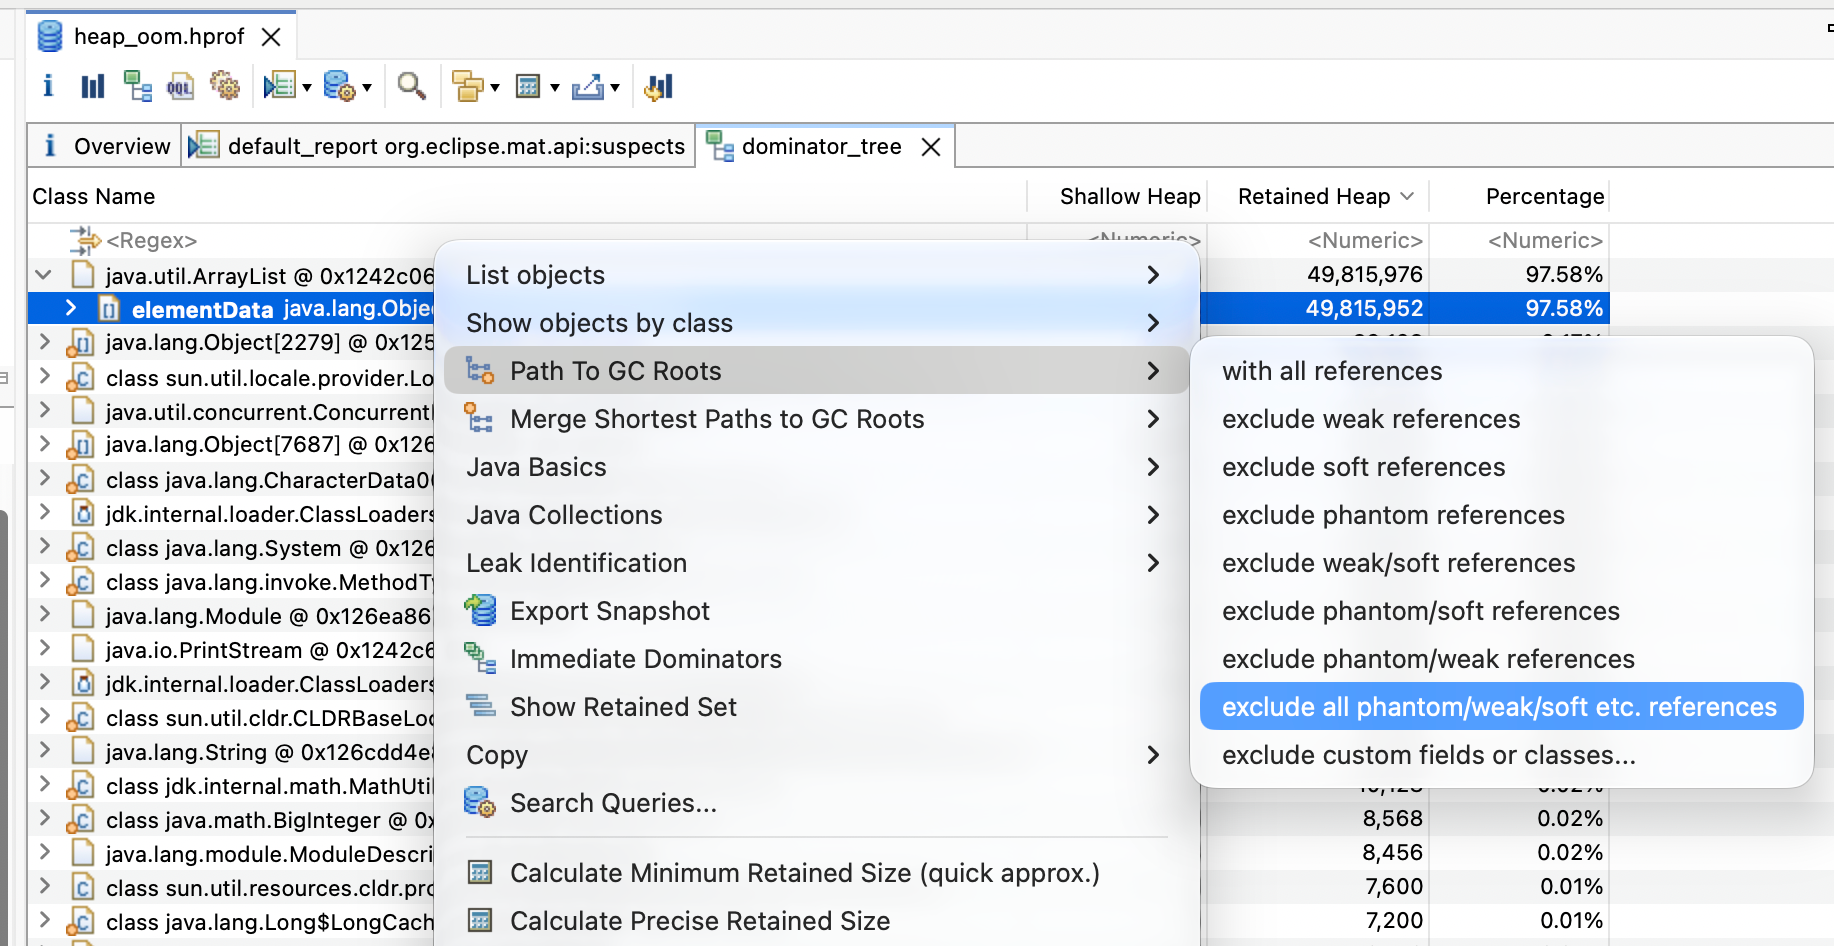 heap_oom.hprof
Overview
default_report org.eclipse.mat.api:suspects
dominator_tree
Class Name Shallow Heap Retained Heap Percentage
<Regex> <Numeric> <Numeric> <Numeric>
java.util.ArrayList @ 0x1242c06 49,815,976 97.58%
elementData java.lang.Obje 49,815,952 97.58%
java.lang.Object[2279] @ 0x125
class sun.util.locale.provider.Lo
java.util.concurrent.Concurrent
java.lang.Object[7687] @ 0x126
class java.lang.CharacterData0
jdk.internal.loader.ClassLoaders
class java.lang.System @ 0x126
class java.lang.invoke.MethodTy
java.lang.Module @ 0x126ea86
java.io.PrintStream @ 0x1242c6
jdk.internal.loader.ClassLoaders
class sun.util.cldr.CLDRBaseLoc
java.lang.String @ 0x126cdd4e
class jdk.internal.math.MathUtil
class java.math.BigInteger @ 0x 8,568 0.02%
java.lang.module.ModuleDescri 8,456 0.02%
class sun.util.resources.cldr.pro 7,600 0.01%
class java.lang.Long$LongCach 7,200 0.01%
List objects
Show objects by class
Path To GC Roots
Merge Shortest Paths to GC Roots
Java Basics
Java Collections
Leak Identification
Export Snapshot
Immediate Dominators
Show Retained Set
Copy
Search Queries...
Calculate Minimum Retained Size (quick approx.)
Calculate Precise Retained Size
with all references
exclude weak references
exclude soft references
exclude phantom references
exclude weak/soft references
exclude phantom/soft references
exclude phantom/weak references
exclude all phantom/weak/soft etc. references
exclude custom fields or classes...